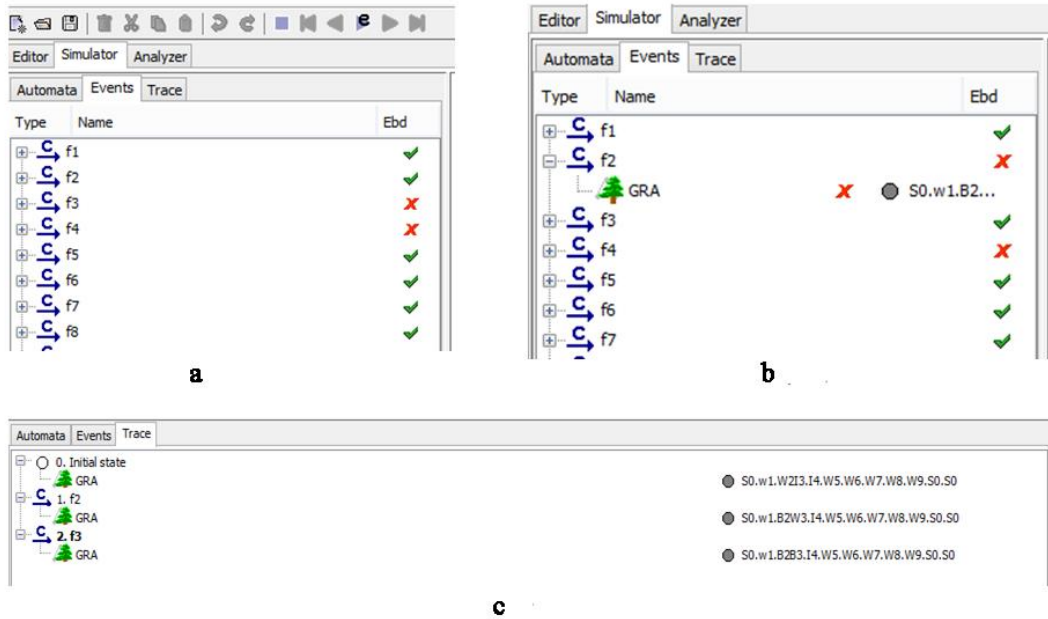 Editor Simulator Analyzer
Automata Events Trace
Type Name Ebd
C f1
C f2
C f3
C f4
C f5
C f6
C f7
C f8
a
Editor Simulator Analyzer
Automata Events Trace
Type Name Ebd
C f1
C f2
GRA S0.w1.B2...
C f3
C f4
C f5
C f6
C f7
b
Automata Events Trace
0. Initial state
GRA S0.w1.W2I3.I4.W5.W6.W7.W8.W9.S0.S0
C 1. f2
GRA S0.w1.B2W3.I4.W5.W6.W7.W8.W9.S0.S0
C 2. f3
GRA S0.w1.B2B3.I4.W5.W6.W7.W8.W9.S0.S0
c